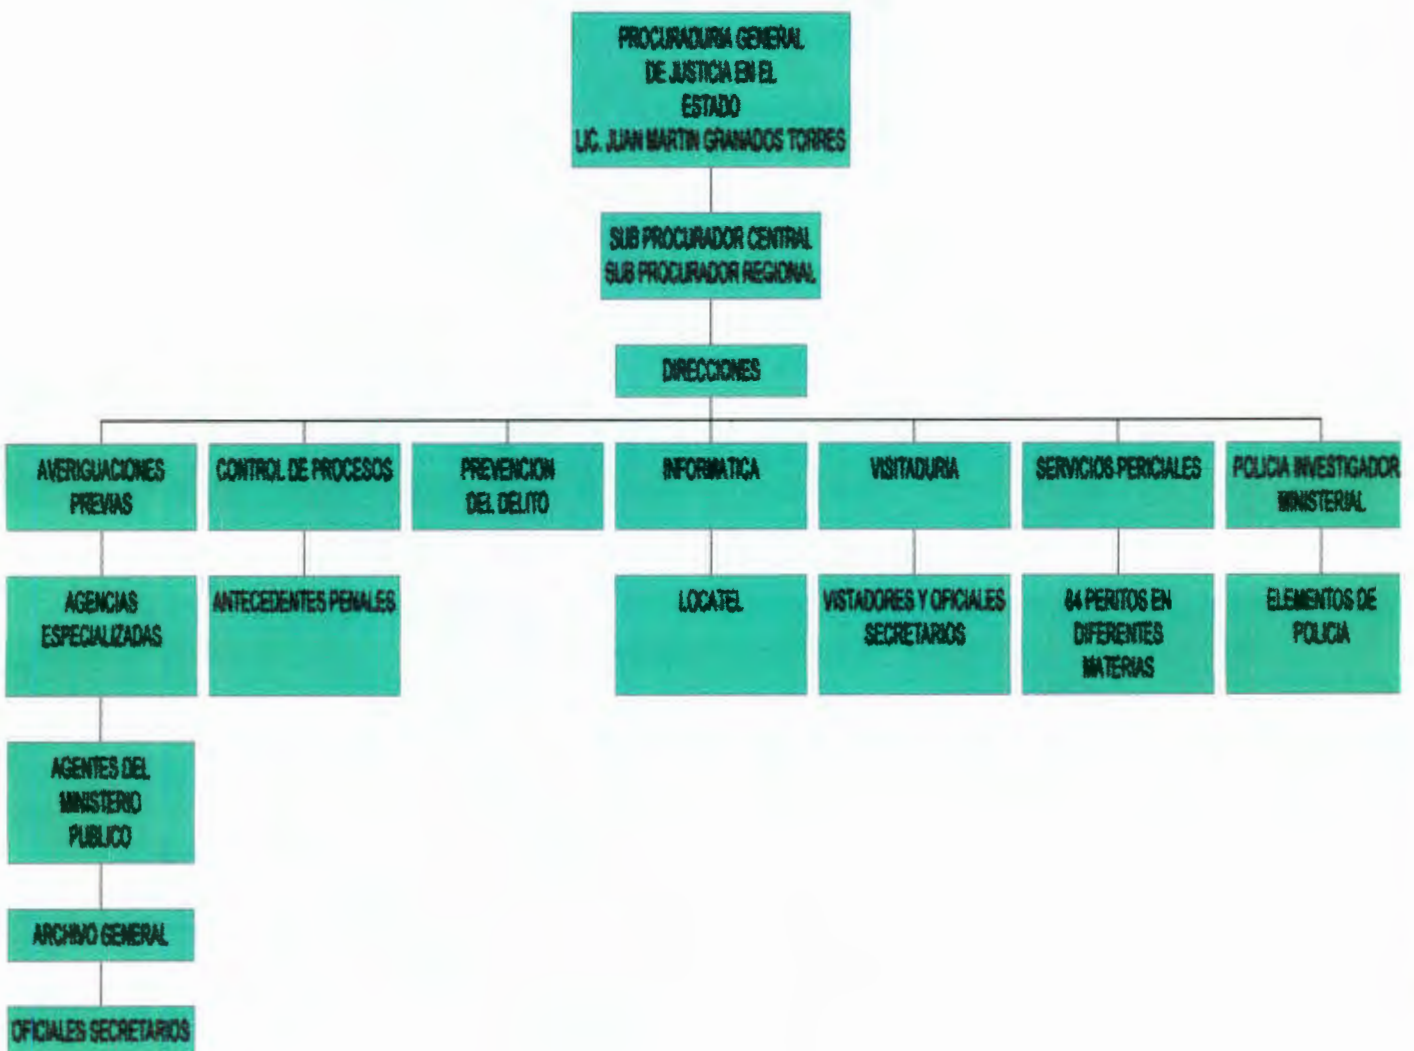 PROCURADURIA GENERAL
DE JUSTICIA EN EL
ESTADO
LIC. JUAN MARTIN GRANADOS TORRES
SUB PROCURADOR CENTRAL
SUB PROCURADOR REGIONAL
DIRECCIONES
AVERIGUACIONES
PREVIAS
CONTROL DE PROCESOS
PREVENCION
DEL DELITO
INFORMATICA
VISITADURIA
SERVICIOS PERICIALES
POLICIA INVESTIGADOR
MINISTERIAL
AGENCIAS
ESPECIALIZADAS
ANTECEDENTES PENALES
LOCATEL
VISTADORES Y OFICIALES
SECRETARIOS
PERITOS EN
DIFERENTES
MATERIAS
ELEMENTOS DE
POLICIA
AGENTES DEL
MINISTERIO
PUBLICO
ARCHIVO GENERAL
OFICIALES SECRETARIOS